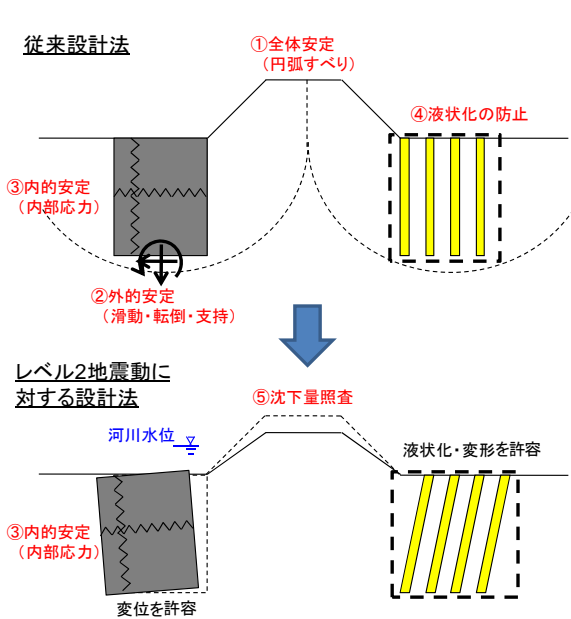 従来設計法
①全体安定
(円弧すべり)
④液状化の防止
③内的安定
(内部応力)
②外的安定
(滑動・転倒・支持)
レベル2地震動に
対する設計法
⑤沈下量照査
河川水位
液状化・変形を許容
③内的安定
(内部応力)
変位を許容